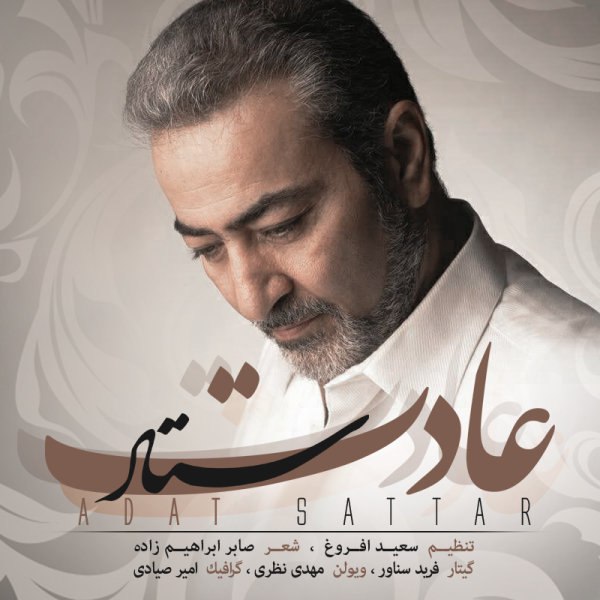 عادت
ستار
ADAT SATTAR
تنظیم سعید افروغ ، شعر صابر ابراهیم زاده
گیتار فرید سناور ، ویولن مهدی نظری ، گرافیك امیر صیادی